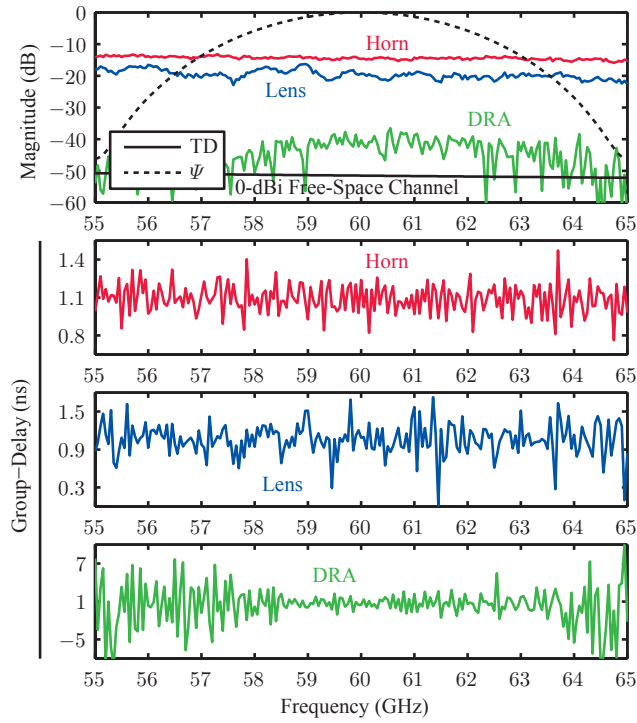 Magnitude (dB)
0
−10
−20
−30
−40
−50
−60
Horn
Lens
DRA
TD
Ψ
0-dBi Free-Space Channel
55 56 57 58 59 60 61 62 63 64 65
Group-Delay (ns)
1.4
1.1
0.8
Horn
55 56 57 58 59 60 61 62 63 64 65
1.5
0.9
0.3
Lens
55 56 57 58 59 60 61 62 63 64 65
7
1
−5
DRA
55 56 57 58 59 60 61 62 63 64 65
Frequency (GHz)